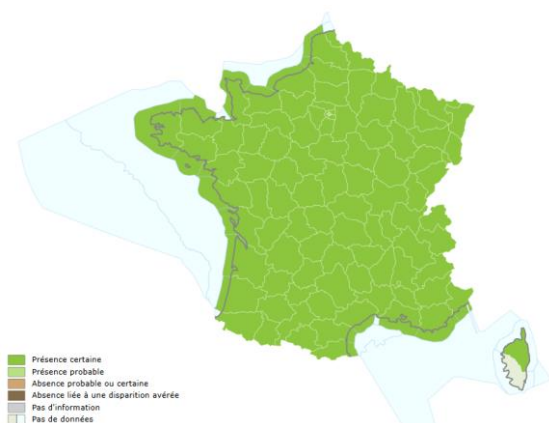 Présence certaine
Présence probable
Absence probable ou certaine
Absence liée à une disparition avérée
Pas d'information
Pas de données